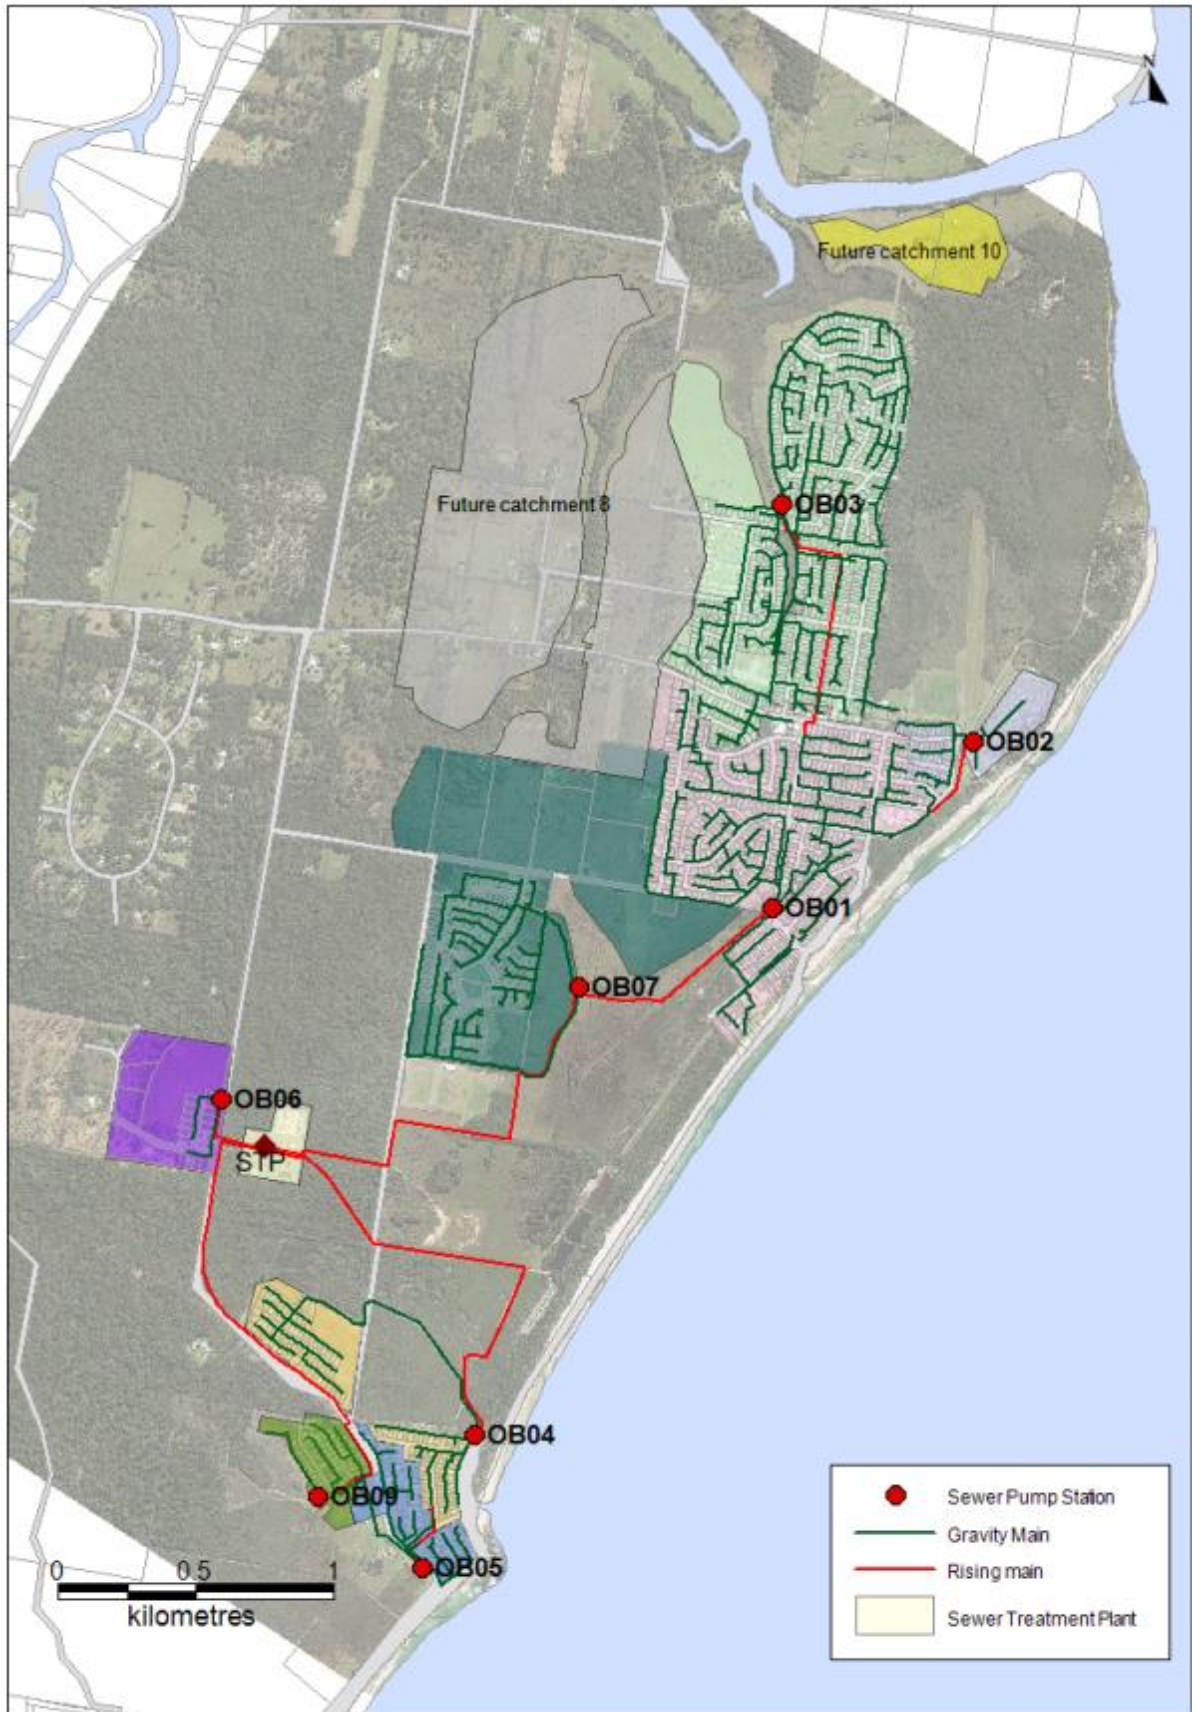 N
Future catchment 10
Future catchment 8
OB03
OB02
OB01
OB07
OB06
STP
OB04
OB09
OB05
0 0.5 1
kilometres
Sewer Pump Station
Gravity Main
Rising main
Sewer Treatment Plant